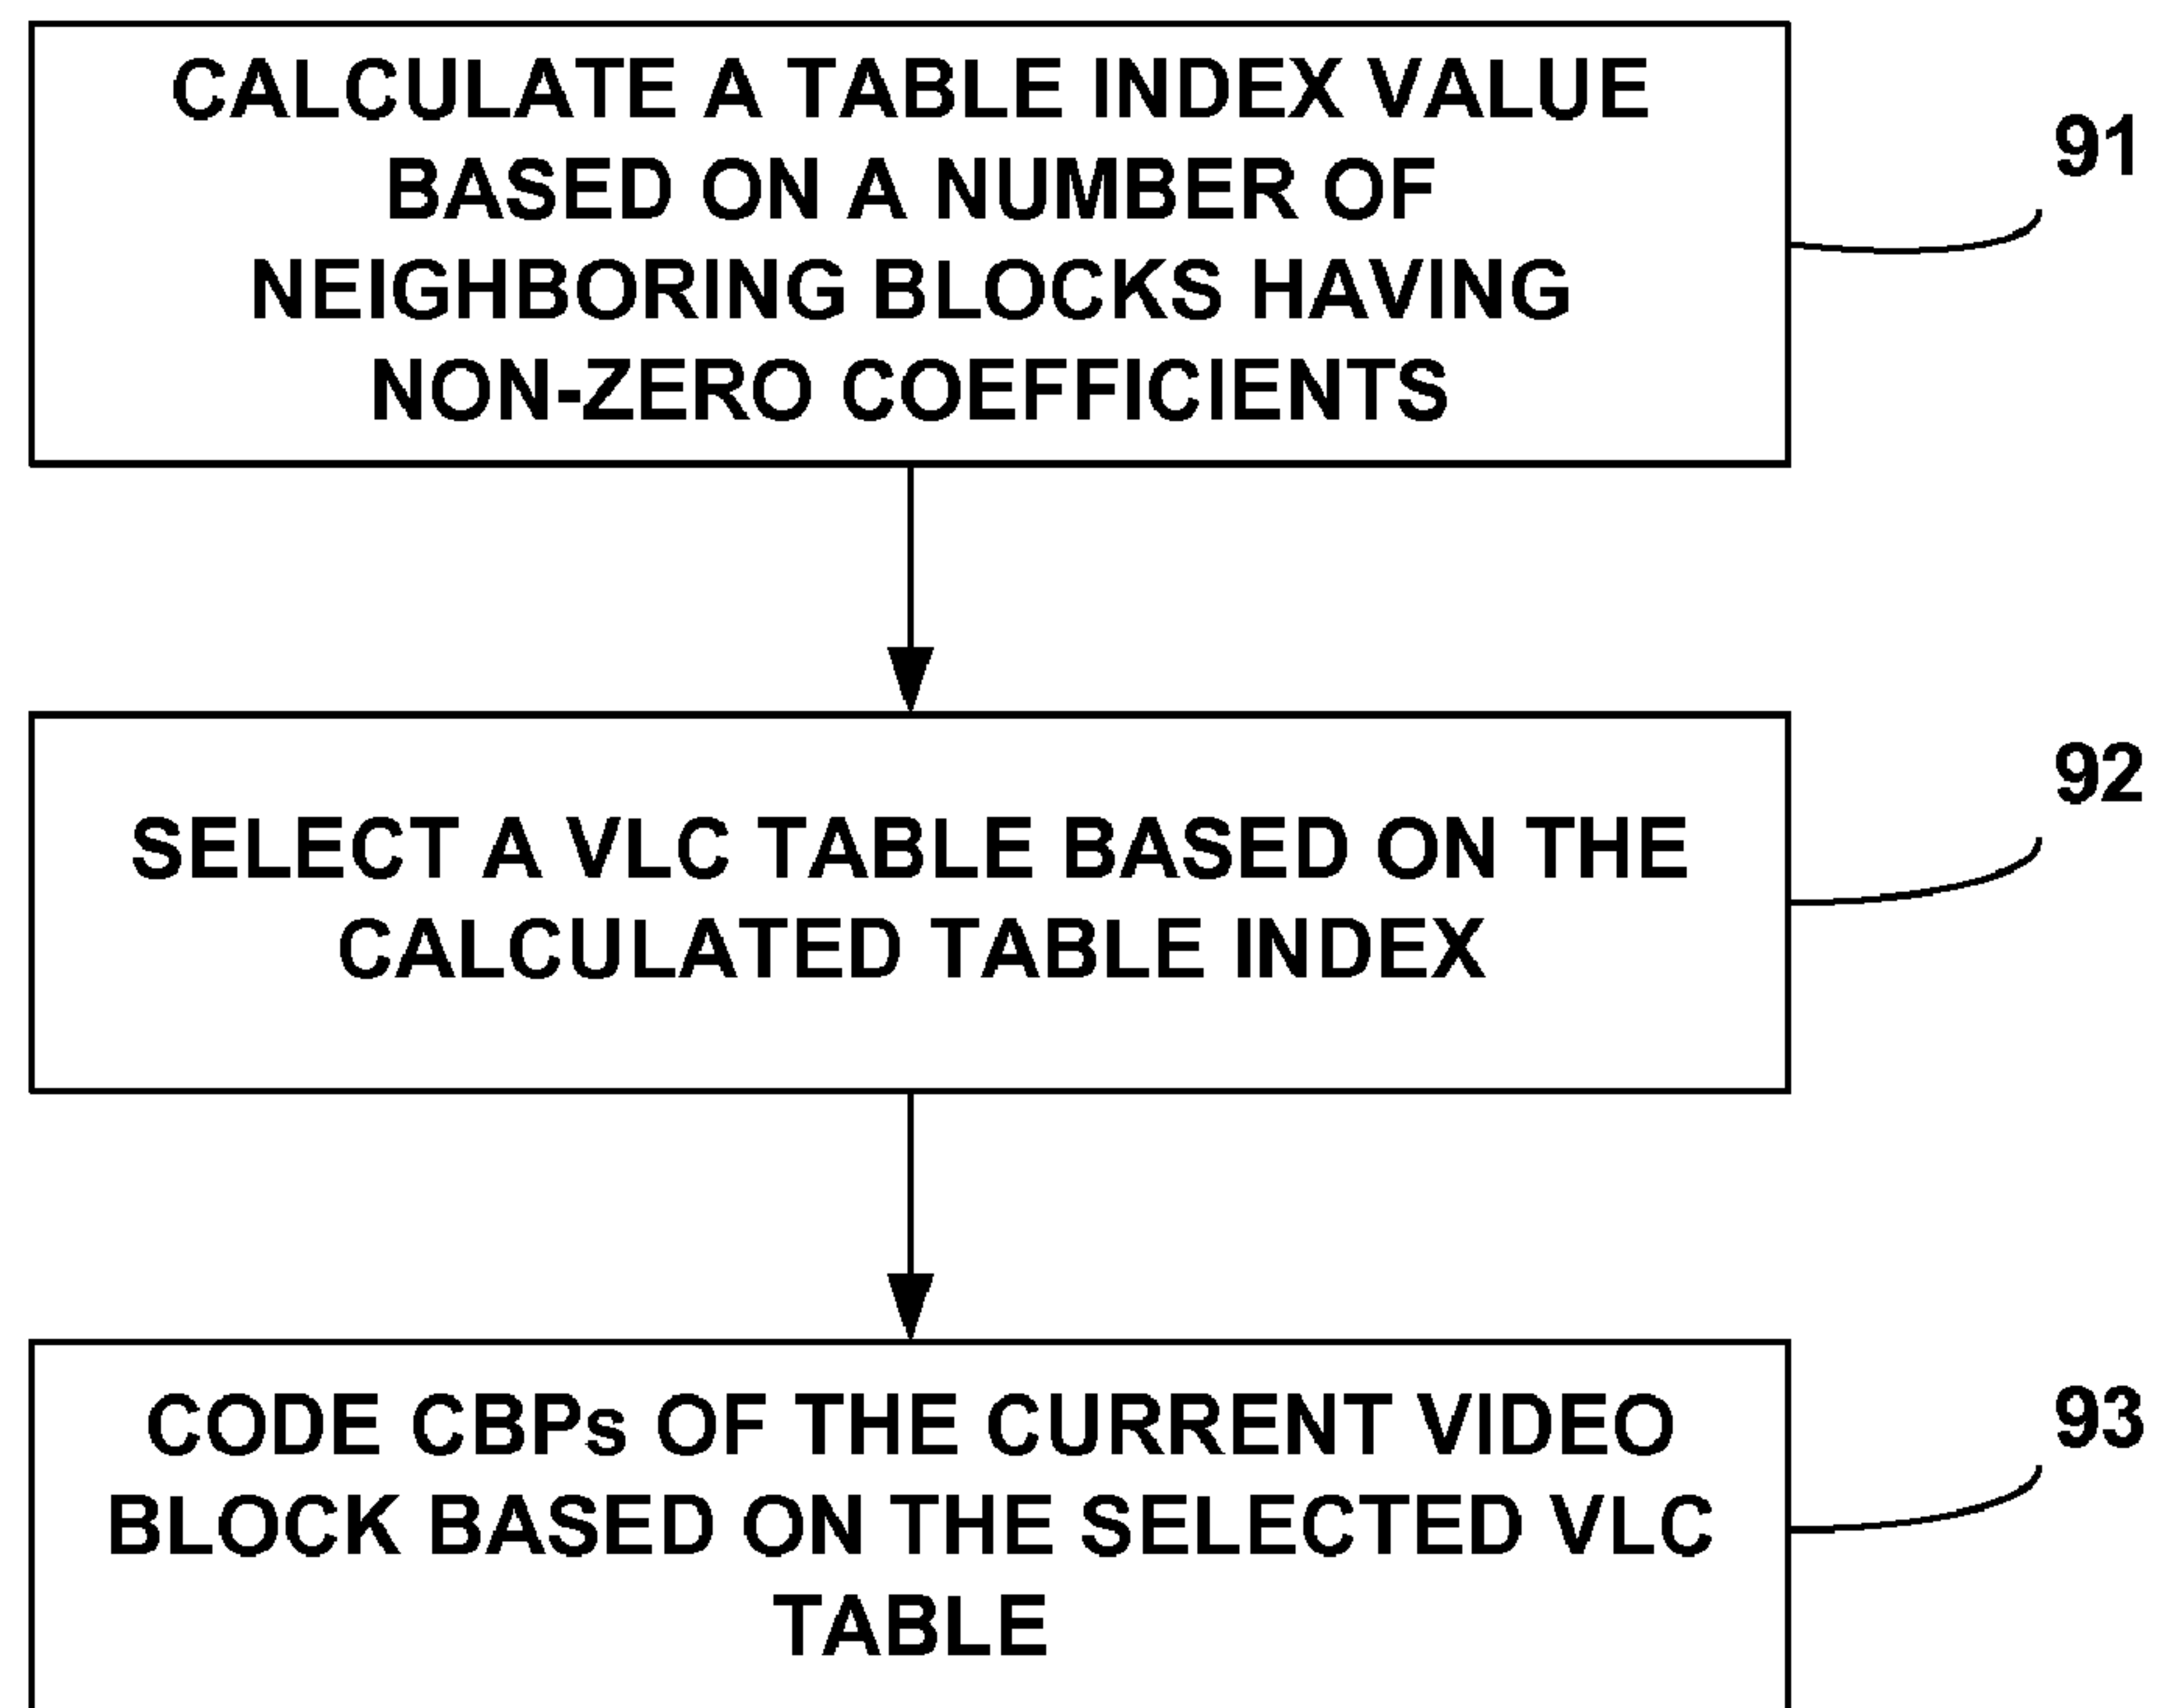 CALCULATE A TABLE INDEX VALUE
BASED ON A NUMBER OF
NEIGHBORING BLOCKS HAVING
NON-ZERO COEFFICIENTS
91
SELECT A VLC TABLE BASED ON THE
CALCULATED TABLE INDEX
92
CODE CBPs OF THE CURRENT VIDEO
BLOCK BASED ON THE SELECTED VLC
TABLE
93